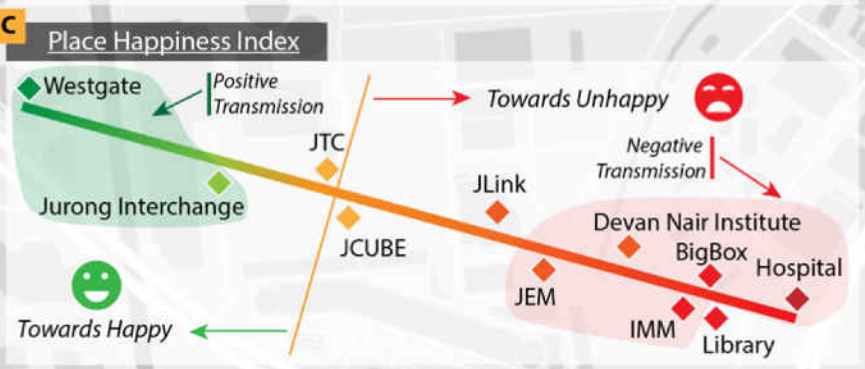 C
Place Happiness Index
Westgate
Positive
Transmission
Towards Unhappy
JTC
Negative
Transmission
JLink
Jurong Interchange
Devan Nair Institute
JCUBE
BigBox
Hospital
JEM
Towards Happy
IMM
Library